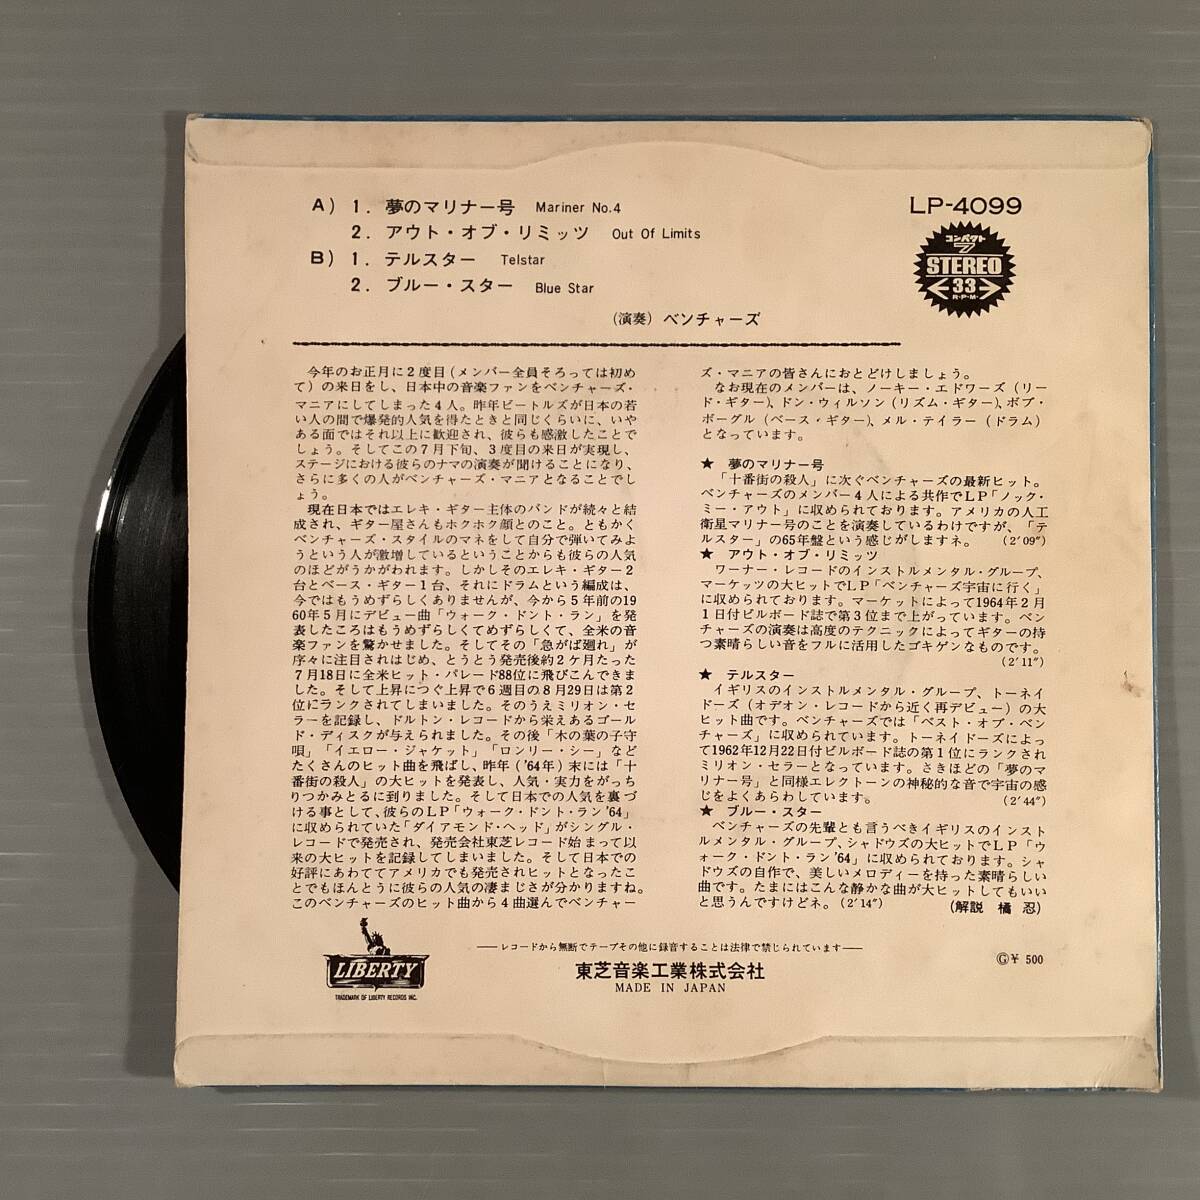 A) 1. 夢のマリナー号 Mariner No.4
2. アウト・オブ・リミッツ Out Of Limits
B) 1. テルスター Telstar
2. ブルー・スター Blue Star
(演奏) ベンチャーズ
LP-4099
コンパクト
7
STEREO
33
R・P・M・
今年のお正月に2度目(メンバー全員そろっては初め
て)の来日をし、日本中の音楽ファンをベンチャーズ・
マニアにしてしまった4人。昨年ビートルズが日本の若
い人の間で爆発的人気を得たときと同じくらいに、いや
ある面ではそれ以上に歓迎され、彼らも感激したことで
しょう。そしてこの7月下旬、3度目の来日が実現し、
ステージにおける彼らのナマの演奏が聞けることになり、
さらに多くの人がベンチャーズ・マニアとなることでし
ょう。
現在日本ではエレキ・ギター主体のバンドが続々と結
成され、ギター屋さんもホクホク顔とのこと。ともかく
ベンチャーズ・スタイルのマネをして自分で弾いてみよ
うという人が激増しているということからも彼らの人気
のほどがうかがわれます。しかしそのエレキ・ギター2
台とベース・ギター1台、それにドラムという編成は、
今ではもうめずらしくありませんが、今から5年前の19
60年5月にデビュー曲「ウォーク・ドント・ラン」を発
表したころはもうめずらしくてめずらしくて、全米の音
楽ファンを驚かせました。そしてその「急がば廻れ」が
序々に注目されはじめ、とうとう発売後約2ケ月たった
7月18日に全米ヒット・パレード88位に飛びこんできま
した。そして上昇につぐ上昇で6週目の8月29日は第2
位にランクされてしまいました。そのうえミリオン・セ
ラーを記録し、ドルトン・レコードから栄えあるゴール
ド・ディスクが与えられました。その後「木の葉の子守
唄」「イエロー・ジャケット」「ロンリー・シー」など
たくさんのヒット曲を飛ばし、昨年('64年)末には「十
番街の殺人」の大ヒットを発表し、人気・実力をがっち
りつかみとるに到りました。そして日本での人気を裏づ
ける事として、彼らのLP「ウォーク・ドント・ラン'64」
に収められていた「ダイアモンド・ヘッド」がシングル・
レコードで発売され、発売会社東芝レコード始まって以
来の大ヒットを記録してしまいました。そして日本での
好評にあわててアメリカでも発売されヒットとなったこ
とでもほんとうに彼らの人気の凄まじさが分かりますね。
このベンチャーズのヒット曲から4曲選んでベンチャー
ズ・マニアの皆さんにおとどけしましょう。
なお現在のメンバーは、ノーキー・エドワーズ(リー
ド・ギター)、ドン・ウィルソン(リズム・ギター)、ボブ・
ボーグル(ベース・ギター)、メル・テイラー(ドラム)
となっています。
★ 夢のマリナー号
「十番街の殺人」に次ぐベンチャーズの最新ヒット。
ベンチャーズのメンバー4人による共作でLP「ノック・
ミー・アウト」に収められております。アメリカの人工
衛星マリナー号のことを演奏しているわけですが、「テ
ルスター」の65年盤という感じがしますネ。 (2'09")
★ アウト・オブ・リミッツ
ワーナー・レコードのインストルメンタル・グループ、
マーケッツの大ヒットでLP「ベンチャーズ宇宙に行く」
に収められております。マーケットによって1964年2月
1日付ビルボード誌で第3位まで上がっています。ベン
チャーズの演奏は高度のテクニックによってギターの持
つ素晴らしい音をフルに活用したゴキゲンなものです。
(2'11")
★ テルスター
イギリスのインストルメンタル・グループ、トーネイ
ドーズ(オデオン・レコードから近く再デビュー)の大
ヒット曲です。ベンチャーズでは「ベスト・オブ・ベン
チャーズ」に収められています。トーネイドーズによっ
て1962年12月22日付ビルボード誌の第1位にランクされ
ミリオン・セラーとなっています。さきほどの「夢のマ
リナー号」と同様エレクトーンの神秘的な音で宇宙の感
じをよくあらわしています。 (2'44")
★ ブルー・スター
ベンチャーズの先輩とも言うべきイギリスのインスト
ルメンタル・グループ、シャドウズの大ヒットでLP「ウ
ォーク・ドント・ラン'64」に収められております。シャ
ドウズの自作で、美しいメロディーを持った素晴らしい
曲です。たまにはこんな静かな曲が大ヒットしてもいい
と思うんですけどネ。(2'14") (解説 橘 忍)
LIBERTY
TRADEMARK OF LIBERTY RECORDS INC.
──レコードから無断でテープその他に録音することは法律で禁じられています──
東芝音楽工業株式会社
MADE IN JAPAN
Ⓖ¥ 500